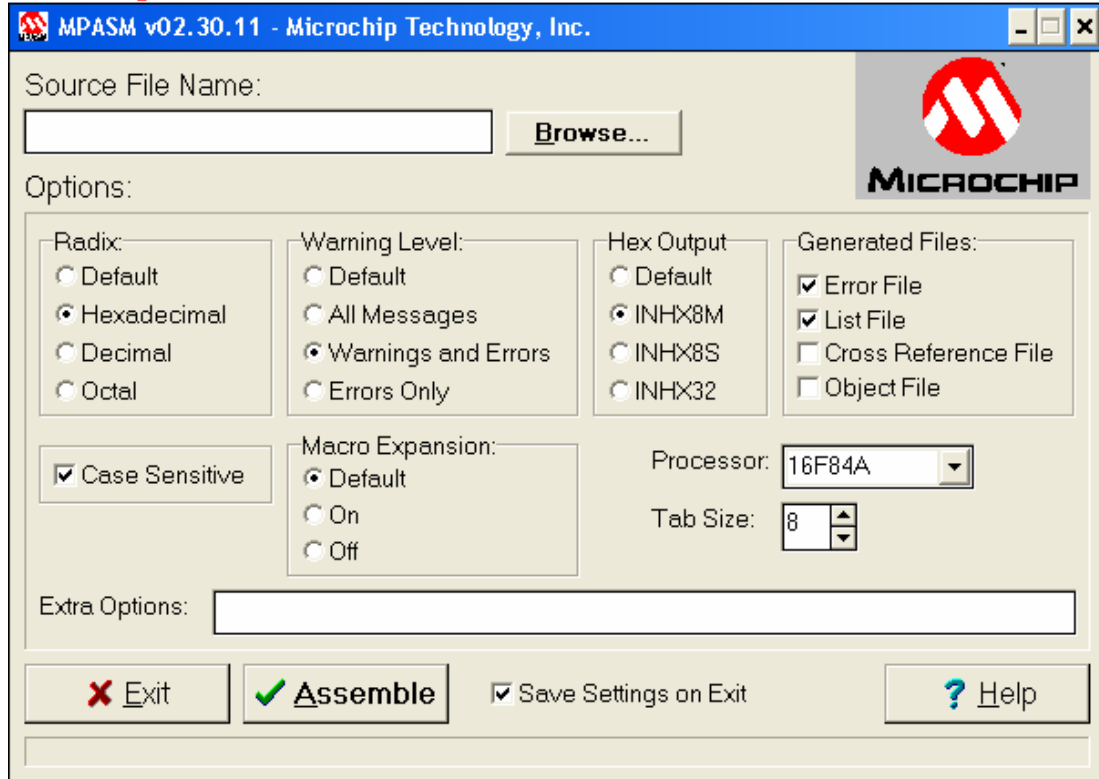 MPASM v02.30.11 - Microchip Technology, Inc.
Source File Name:
Browse...
MICROCHIP
Options:
Radix:
Default
Hexadecimal
Decimal
Octal
Warning Level:
Default
All Messages
Warnings and Errors
Errors Only
Hex Output
Default
INHX8M
INHX8S
INHX32
Generated Files:
Error File
List File
Cross Reference File
Object File
Case Sensitive
Macro Expansion:
Default
On
Off
Processor: 16F84A
Tab Size: 8
Extra Options:
Exit
Assemble
Save Settings on Exit
? Help